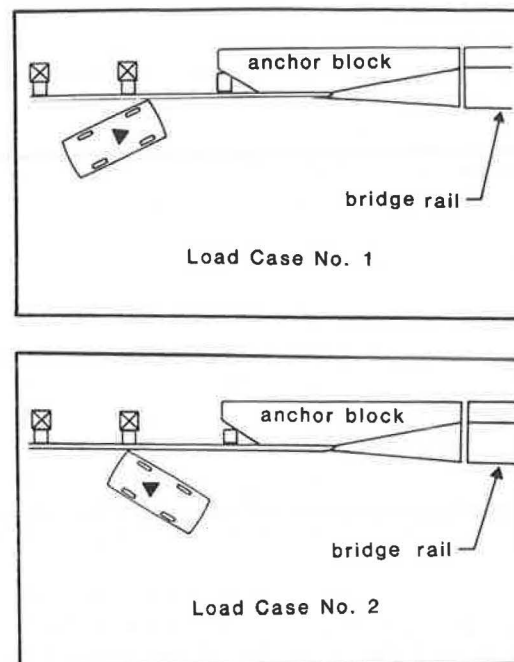 anchor block
bridge rail
Load Case No. 1
anchor block
bridge rail
Load Case No. 2